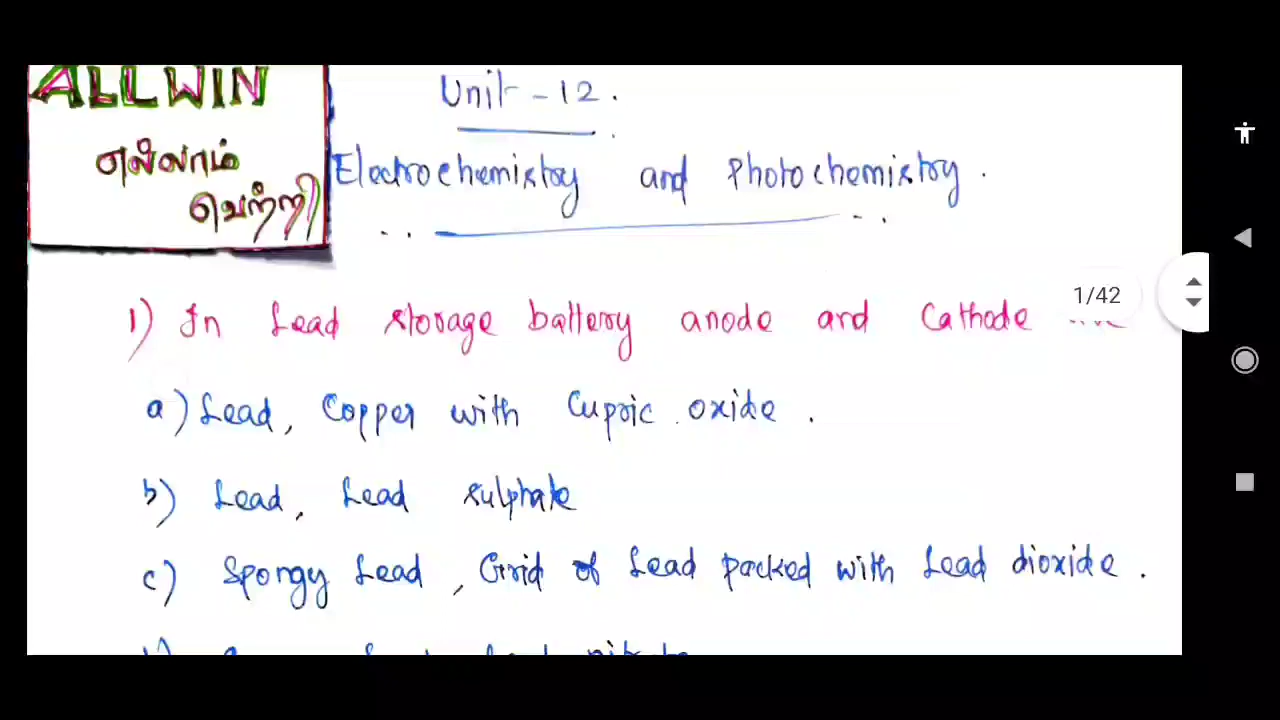 ALLWIN
எல்லாம்
வெற்றி
Unit - 12.
Electrochemistry and Photochemistry.
1) In Lead storage battery anode and Cathode
1/42
a) Lead, Copper with Cupric oxide.
b) Lead, Lead sulphate
c) Spongy Lead, Grid of Lead packed with Lead dioxide.